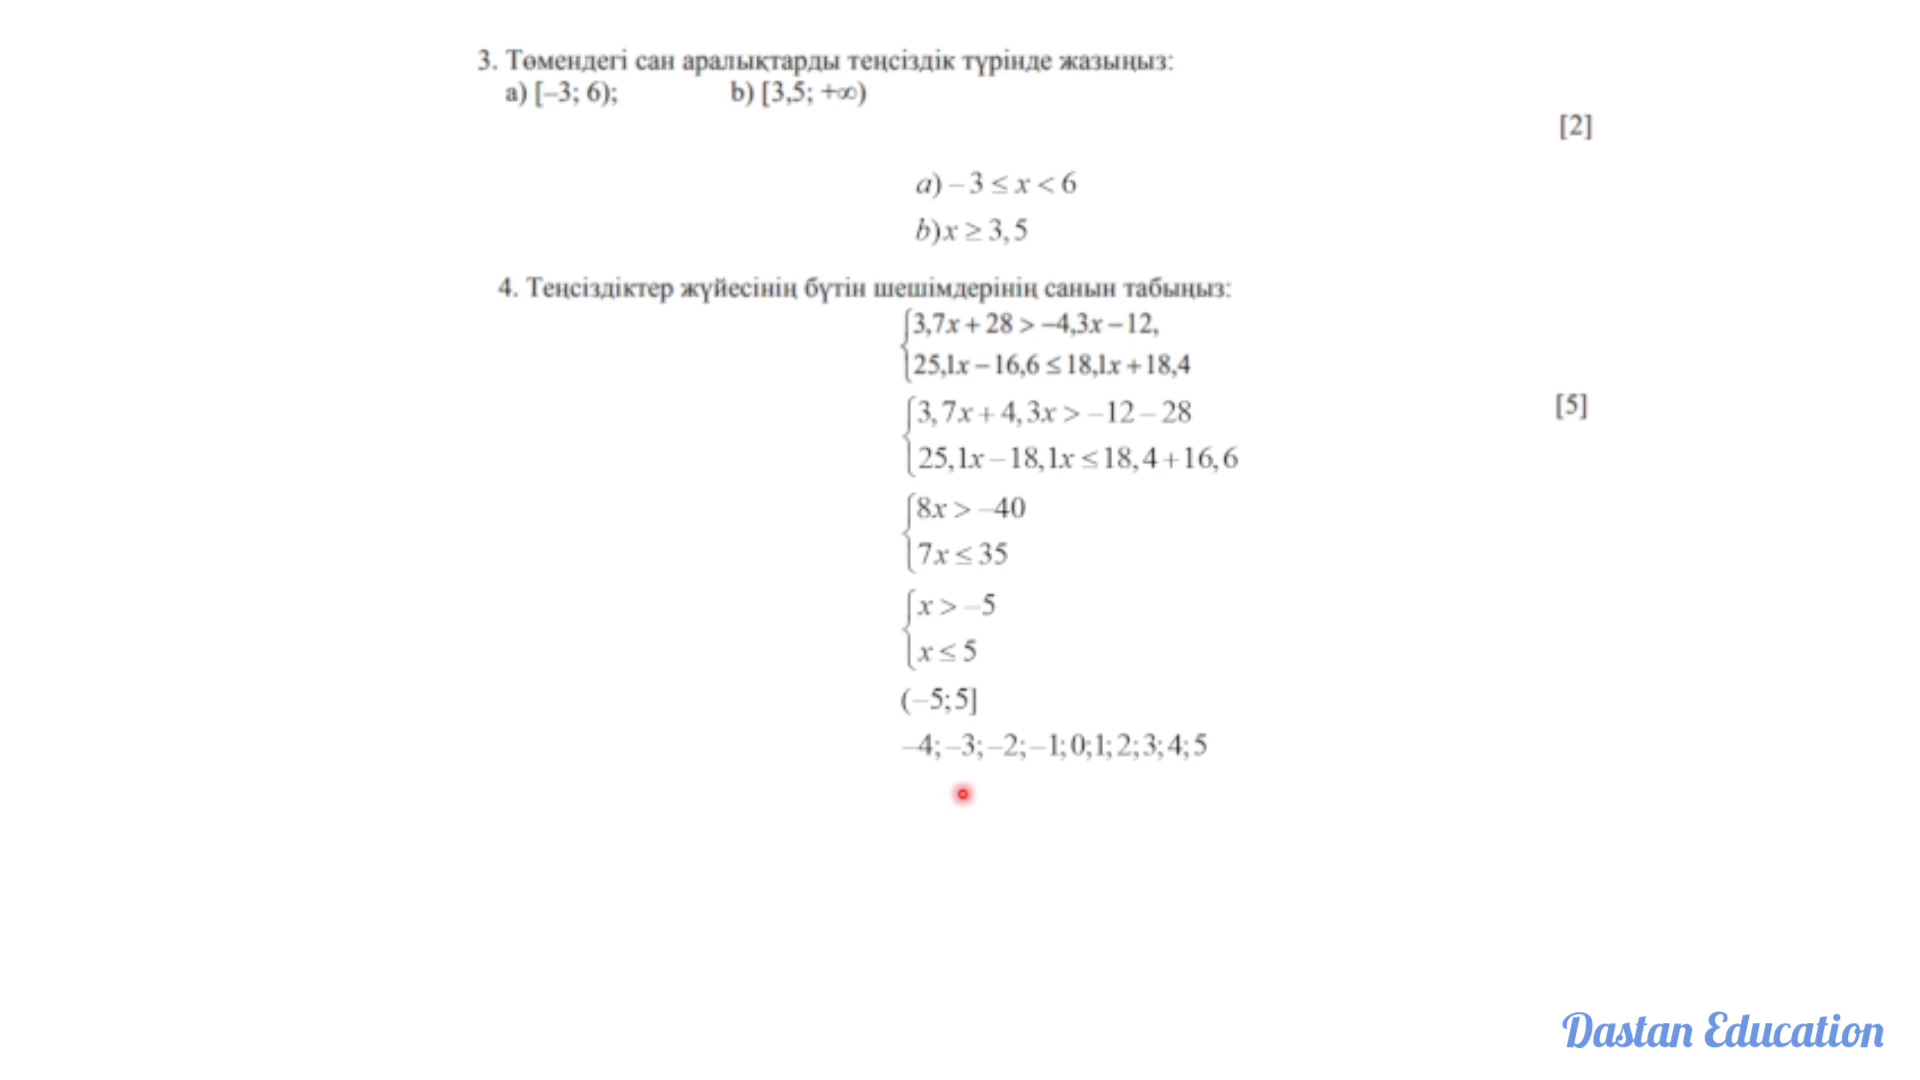 3. Төмендегі сан аралықтарды теңсіздік түрінде жазыңыз:
a) [–3; 6); b) [3,5; +∞)
[2]
a) – 3 ≤ x < 6
b)x ≥ 3,5
4. Теңсіздіктер жүйесінің бүтін шешімдерінің санын табыңыз:
3,7x + 28 > –4,3x – 12,
25,1x – 16,6 ≤ 18,1x + 18,4
[5]
3,7x + 4,3x > –12 – 28
25,1x – 18,1x ≤ 18,4 + 16,6
8x > –40
7x ≤ 35
x > –5
x ≤ 5
(–5;5]
–4;–3;–2;–1;0;1;2;3;4;5
Dastan Education